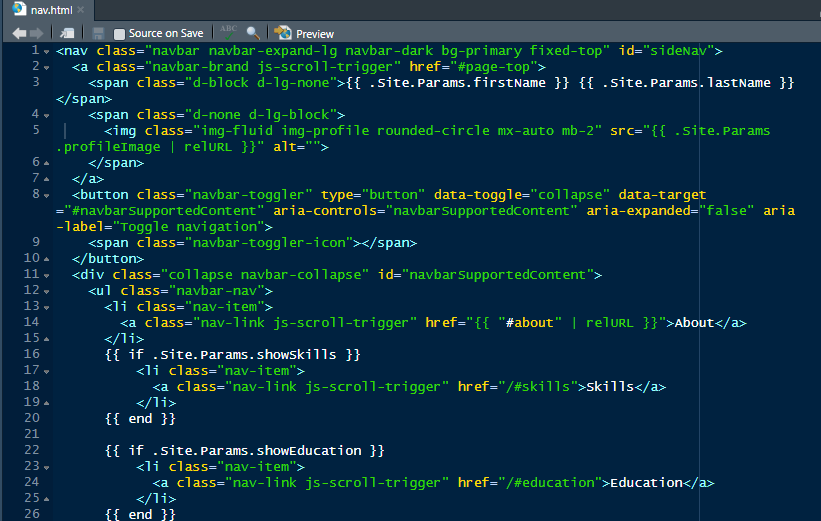 nav.html
Source on Save
ABC
Preview
1 <nav class="navbar navbar-expand-lg navbar-dark bg-primary fixed-top" id="sideNav">
2 <a class="navbar-brand js-scroll-trigger" href="#page-top">
3 <span class="d-block d-lg-none">{{ .Site.Params.firstName }} {{ .Site.Params.lastName }}
</span>
4 <span class="d-none d-lg-block">
5 <img class="img-fluid img-profile rounded-circle mx-auto mb-2" src="{{ .Site.Params
.profileImage | relURL }}" alt="">
6 </span>
7 </a>
8 <button class="navbar-toggler" type="button" data-toggle="collapse" data-target
="#navbarSupportedContent" aria-controls="navbarSupportedContent" aria-expanded="false" aria
-label="Toggle navigation">
9 <span class="navbar-toggler-icon"></span>
10 </button>
11 <div class="collapse navbar-collapse" id="navbarSupportedContent">
12 <ul class="navbar-nav">
13 <li class="nav-item">
14 <a class="nav-link js-scroll-trigger" href="{{ "#about" | relURL }}">About</a>
15 </li>
16 {{ if .Site.Params.showSkills }}
17 <li class="nav-item">
18 <a class="nav-link js-scroll-trigger" href="/#skills">Skills</a>
19 </li>
20 {{ end }}
21
22 {{ if .Site.Params.showEducation }}
23 <li class="nav-item">
24 <a class="nav-link js-scroll-trigger" href="/#education">Education</a>
25 </li>
26 {{ end }}